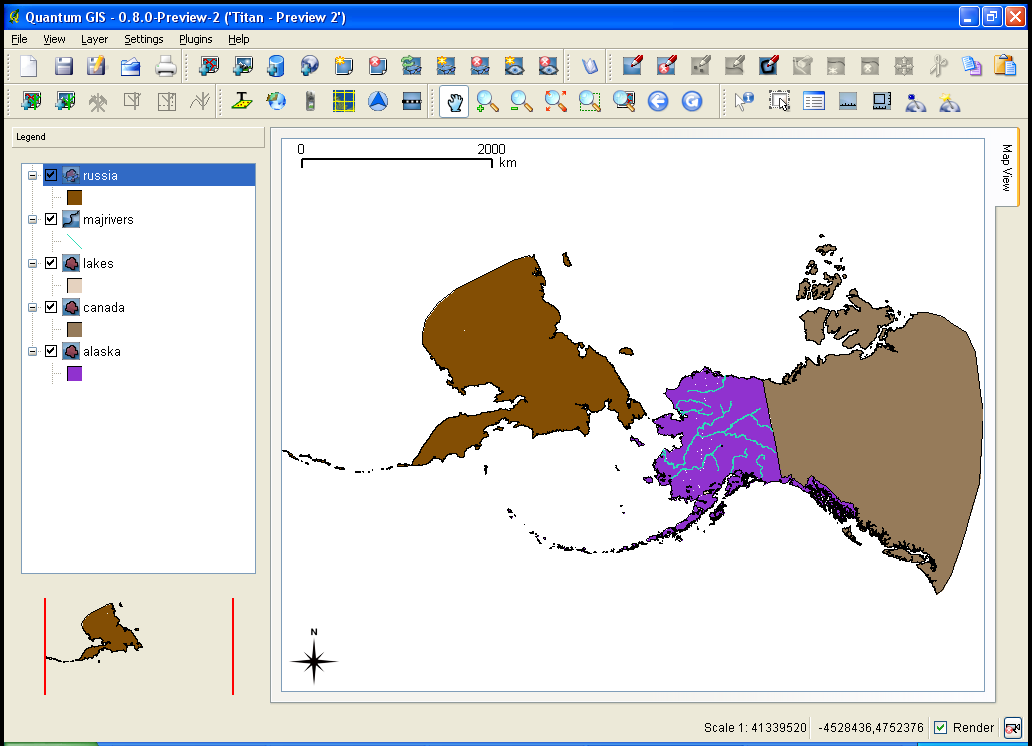 Quantum GIS - 0.8.0-Preview-2 ('Titan - Preview 2')
File View Layer Settings Plugins Help
Legend
russia
majrivers
lakes
canada
alaska
0 2000
km
Map View
N
Scale 1: 41339520 -4528436,4752376 Render